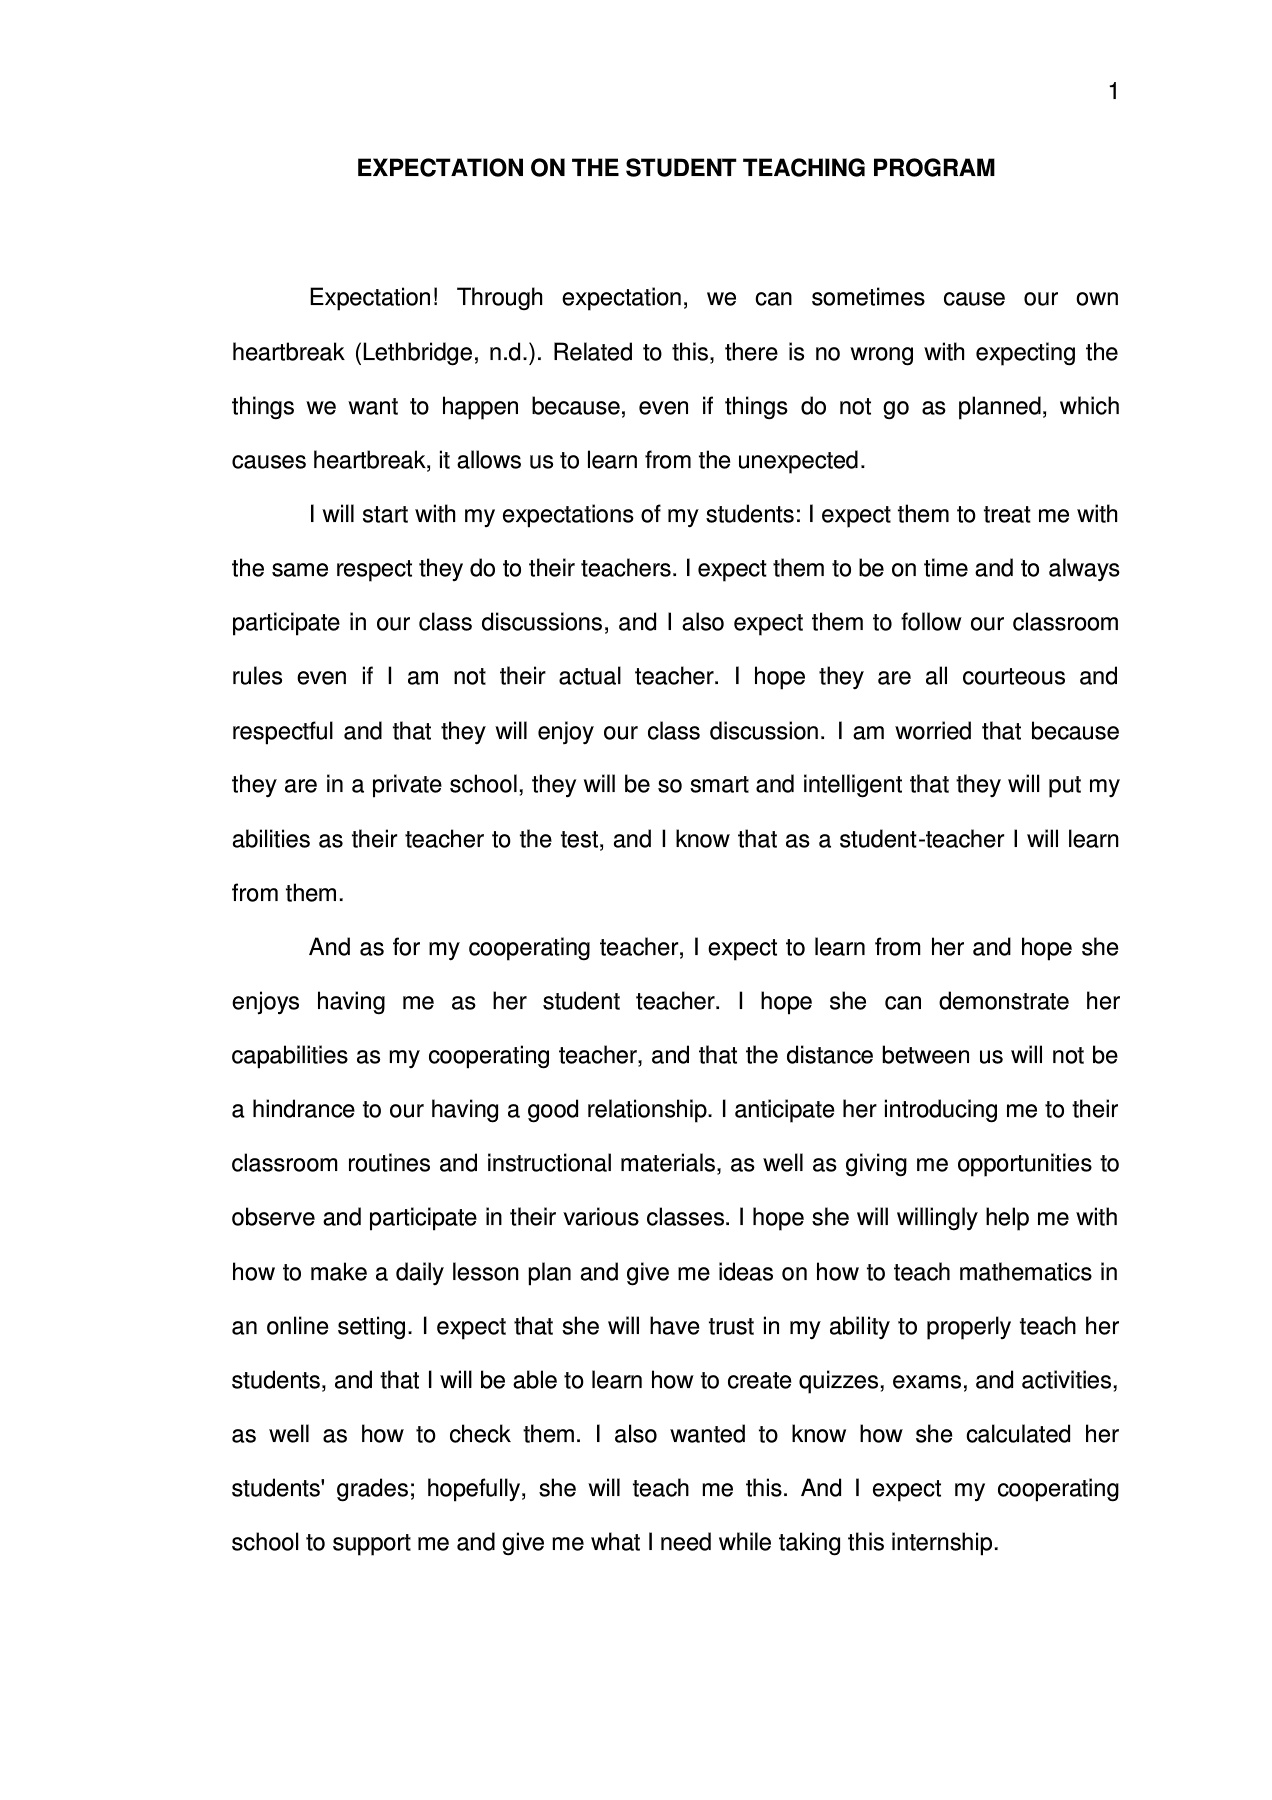 1
EXPECTATION ON THE STUDENT TEACHING PROGRAM
Expectation! Through expectation, we can sometimes cause our own
heartbreak (Lethbridge, n.d.). Related to this, there is no wrong with expecting the
things we want to happen because, even if things do not go as planned, which
causes heartbreak, it allows us to learn from the unexpected.
I will start with my expectations of my students: I expect them to treat me with
the same respect they do to their teachers. I expect them to be on time and to always
participate in our class discussions, and I also expect them to follow our classroom
rules even if I am not their actual teacher. I hope they are all courteous and
respectful and that they will enjoy our class discussion. I am worried that because
they are in a private school, they will be so smart and intelligent that they will put my
abilities as their teacher to the test, and I know that as a student-teacher I will learn
from them.
And as for my cooperating teacher, I expect to learn from her and hope she
enjoys having me as her student teacher. I hope she can demonstrate her
capabilities as my cooperating teacher, and that the distance between us will not be
a hindrance to our having a good relationship. I anticipate her introducing me to their
classroom routines and instructional materials, as well as giving me opportunities to
observe and participate in their various classes. I hope she will willingly help me with
how to make a daily lesson plan and give me ideas on how to teach mathematics in
an online setting. I expect that she will have trust in my ability to properly teach her
students, and that I will be able to learn how to create quizzes, exams, and activities,
as well as how to check them. I also wanted to know how she calculated her
students' grades; hopefully, she will teach me this. And I expect my cooperating
school to support me and give me what I need while taking this internship.